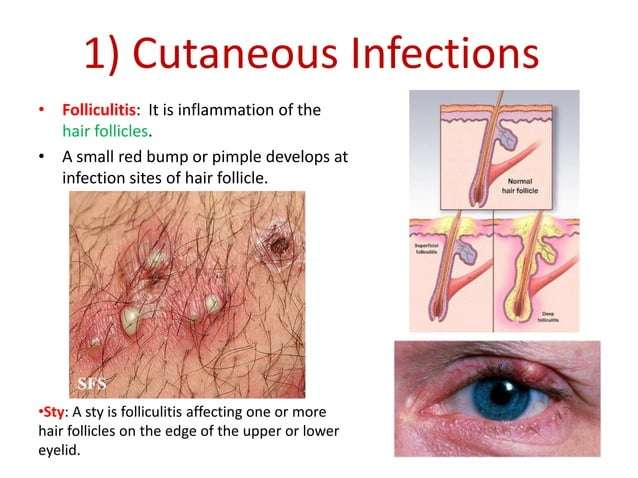 1) Cutaneous Infections
• Folliculitis: It is inflammation of the
hair follicles.
• A small red bump or pimple develops at
infection sites of hair follicle.
SFS
•Sty: A sty is folliculitis affecting one or more
hair follicles on the edge of the upper or lower
eyelid.
Normal
hair follicle
Superficial
folliculitis
Deep
folliculitis